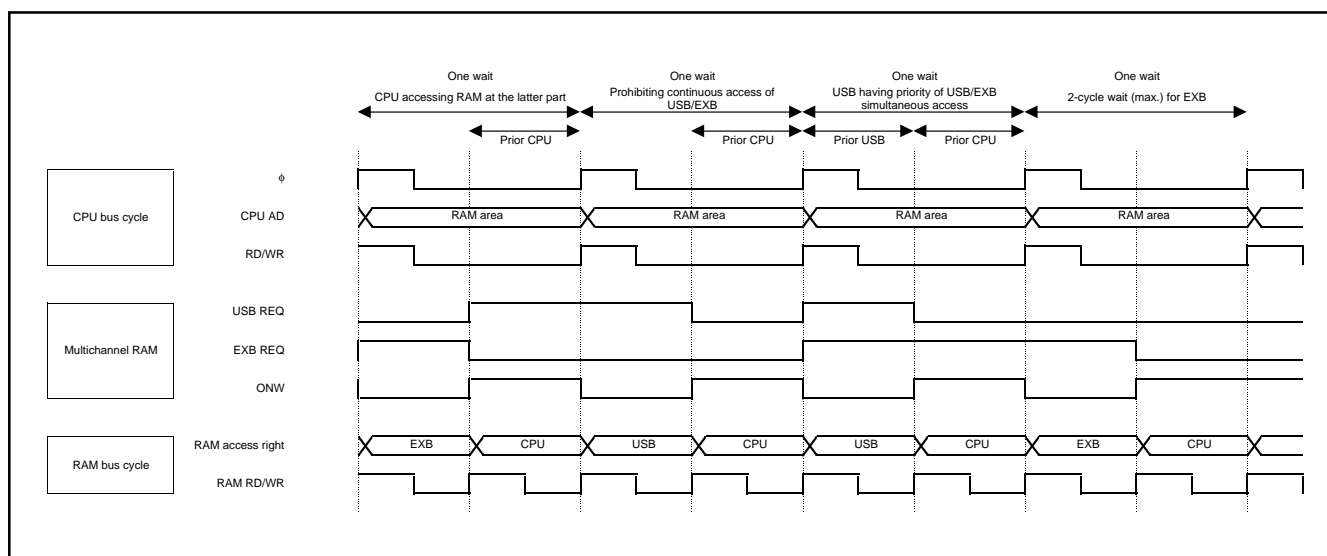 One wait
CPU accessing RAM at the latter part
One wait
Prohibiting continuous access of
USB/EXB
One wait
USB having priority of USB/EXB
simultaneous access
One wait
2-cycle wait (max.) for EXB
Prior CPU
Prior CPU
Prior USB
Prior CPU
CPU bus cycle
φ
CPU AD
RAM area
RAM area
RAM area
RAM area
RD/WR
Multichannel RAM
USB REQ
EXB REQ
ONW
RAM bus cycle
RAM access right
EXB
CPU
USB
CPU
USB
CPU
EXB
CPU
RAM RD/WR